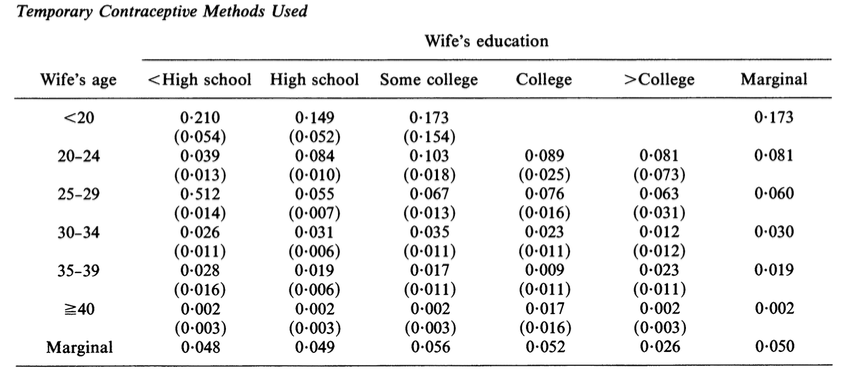 Temporary Contraceptive Methods Used
Wife's education
Wife's age <High school High school Some college College >College Marginal
<20 0·210 0·149 0·173 0·173
(0·054) (0·052) (0·154)
20–24 0·039 0·084 0·103 0·089 0·081 0·081
(0·013) (0·010) (0·018) (0·025) (0·073)
25–29 0·512 0·055 0·067 0·076 0·063 0·060
(0·014) (0·007) (0·013) (0·016) (0·031)
30–34 0·026 0·031 0·035 0·023 0·012 0·030
(0·011) (0·006) (0·011) (0·011) (0·012)
35–39 0·028 0·019 0·017 0·009 0·023 0·019
(0·016) (0·006) (0·011) (0·011) (0·011)
≧40 0·002 0·002 0·002 0·017 0·002 0·002
(0·003) (0·003) (0·003) (0·016) (0·003)
Marginal 0·048 0·049 0·056 0·052 0·026 0·050